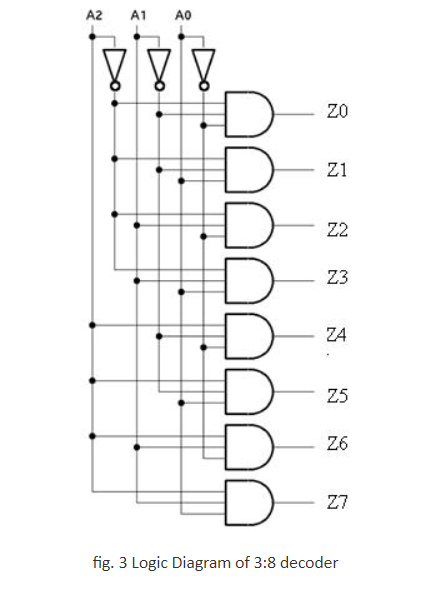 A2 A1 A0
Z0
Z1
Z2
Z3
Z4
Z5
Z6
Z7
fig. 3 Logic Diagram of 3:8 decoder